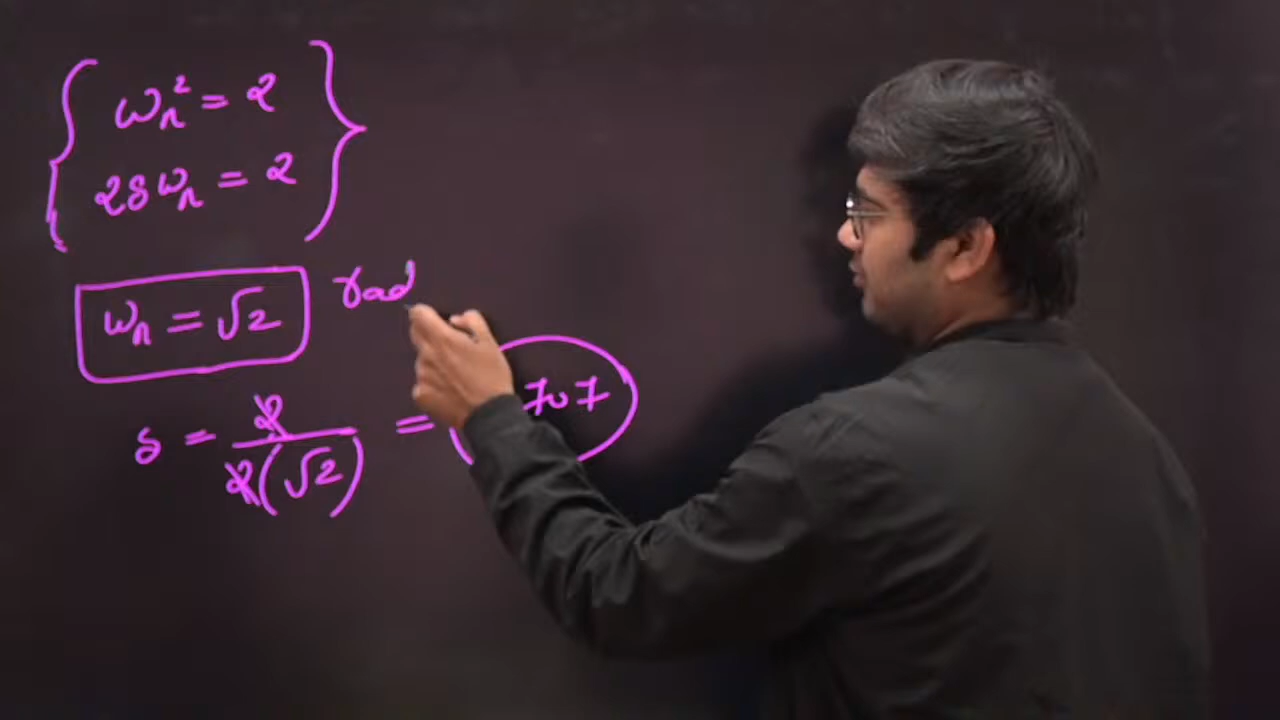 ωn² = 2
2δωn = 2
ωn = √2 rad
δ = 2/2(√2) = 707